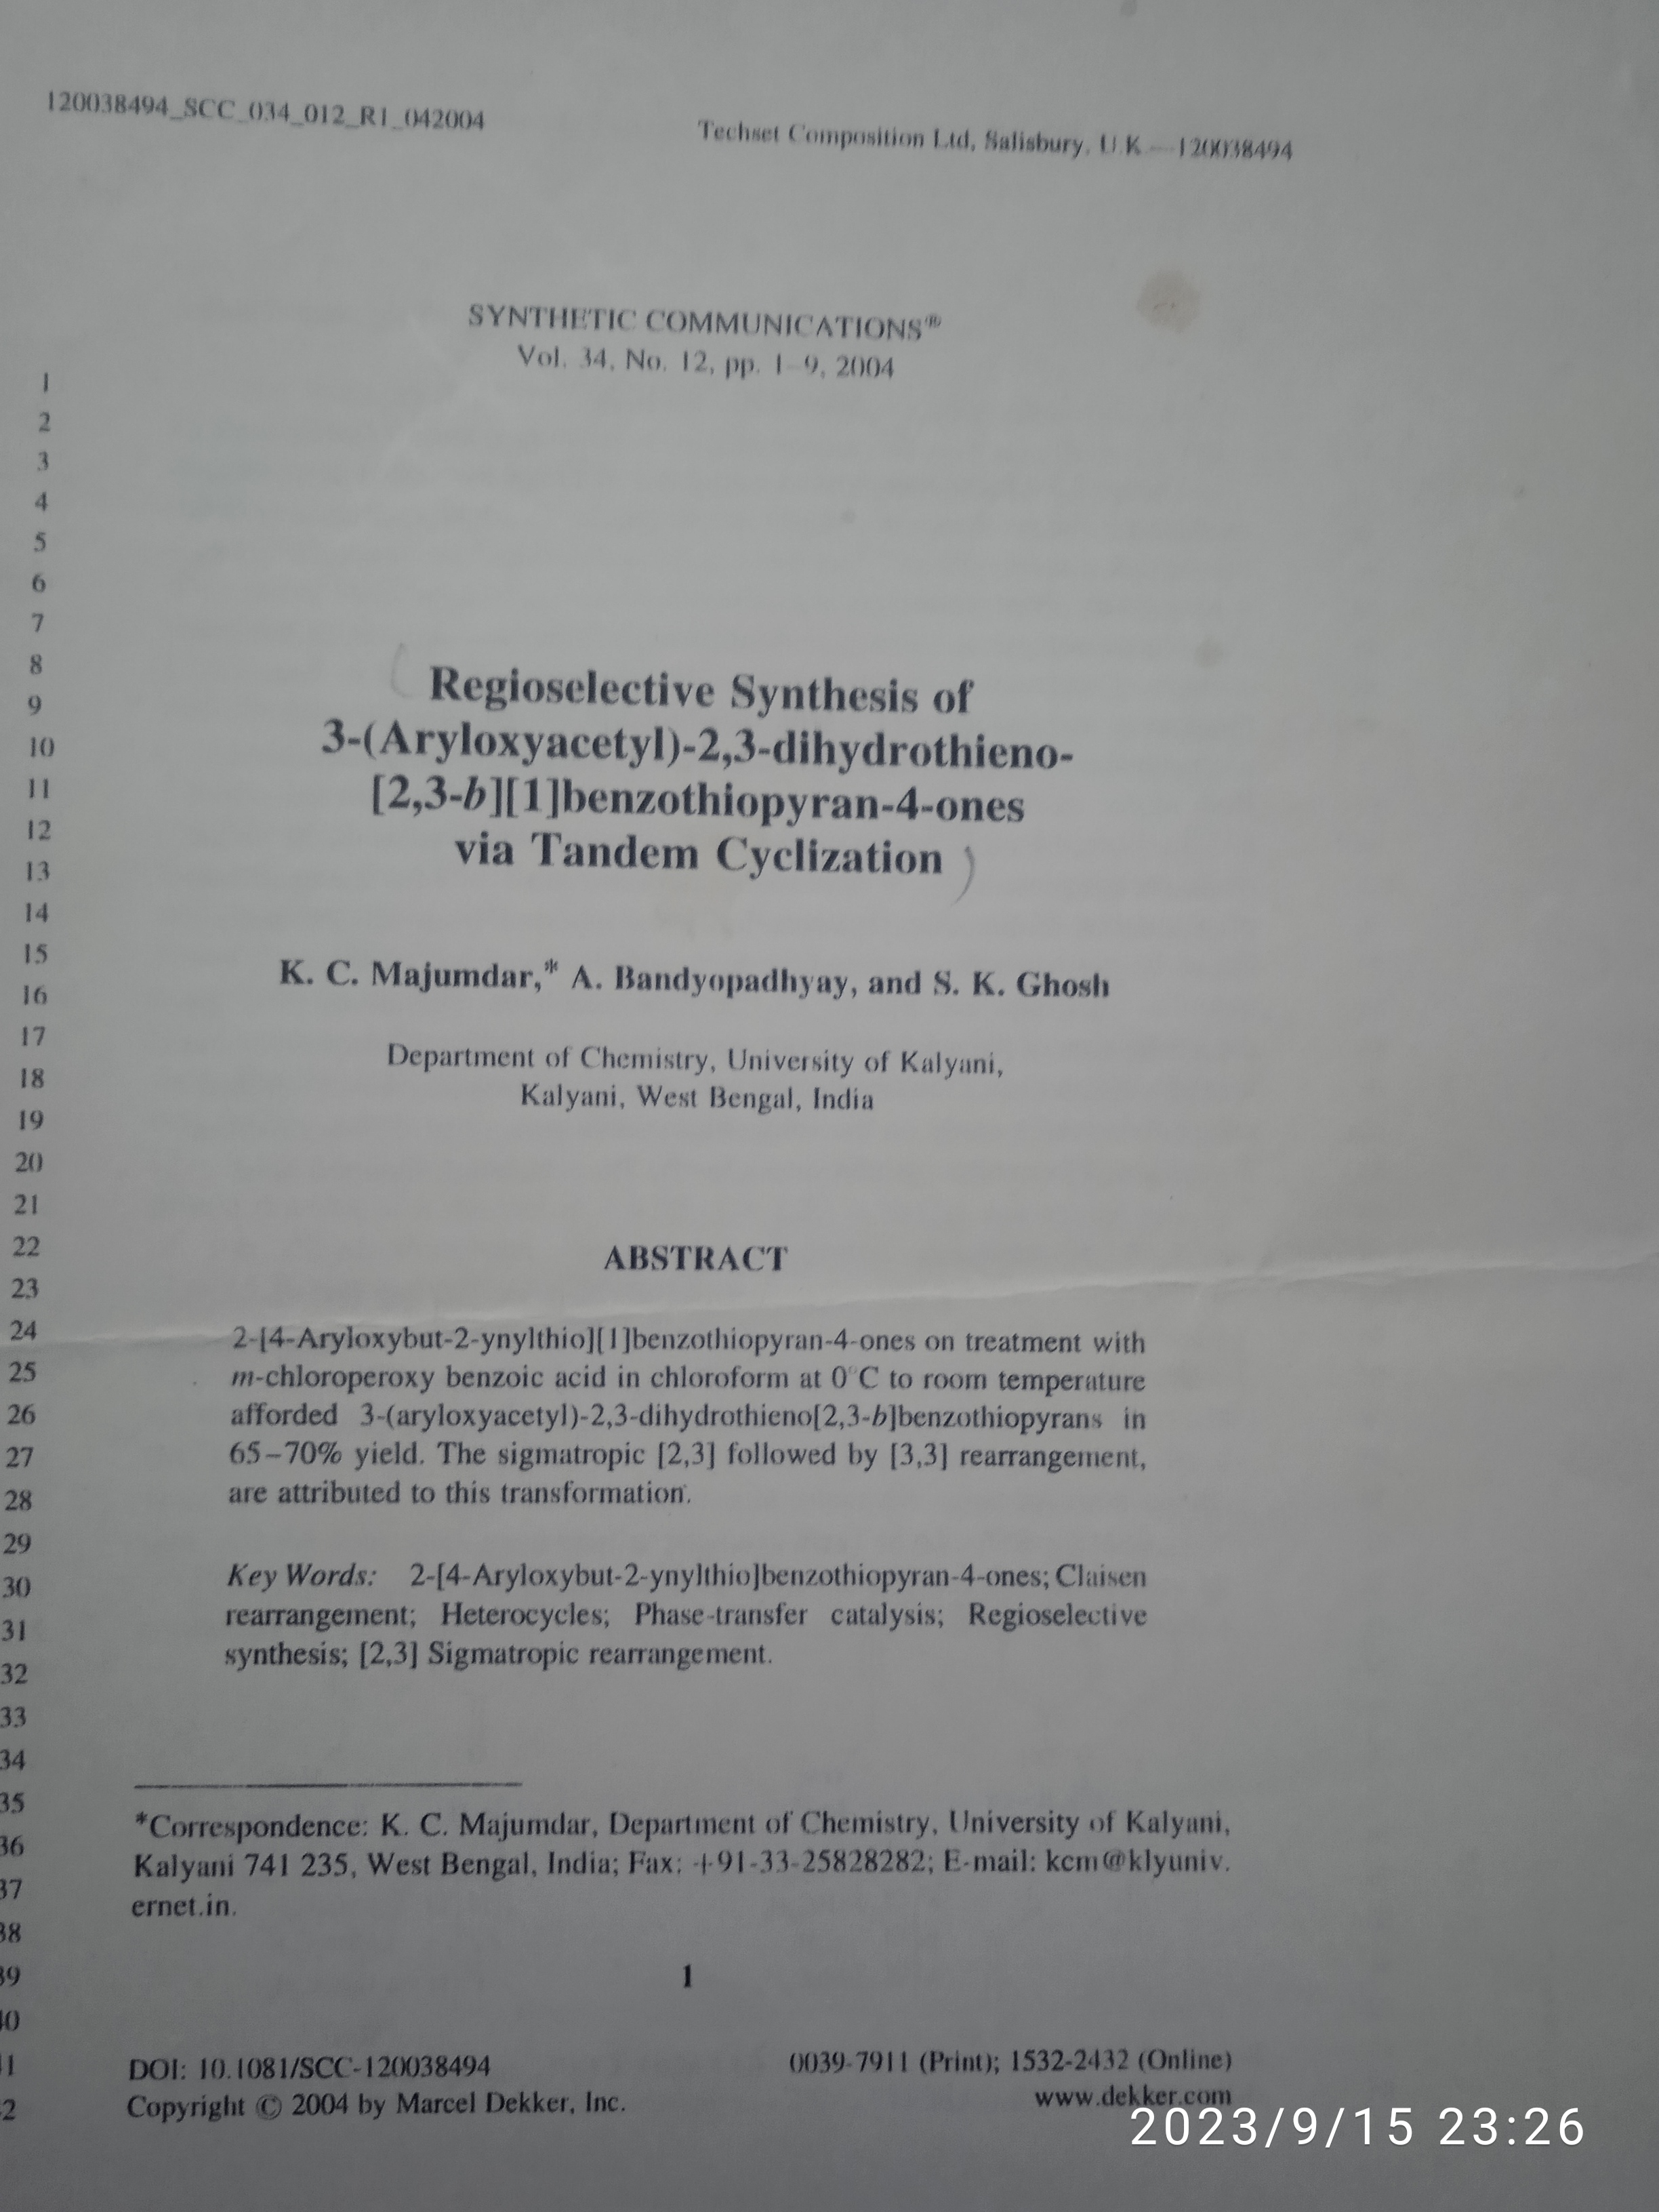 120038494_SCC_034_012_R1_042004
Techset Composition Ltd, Salisbury, U.K.—120038494
SYNTHETIC COMMUNICATIONS®
Vol. 34, No. 12, pp. 1–9, 2004
1
2
3
4
5
6
7
8
9
10
11
12
13
14
15
16
17
18
19
20
21
22
23
24
25
26
27
28
29
30
31
32
33
34
35
36
37
38
39
40
41
42
Regioselective Synthesis of
3-(Aryloxyacetyl)-2,3-dihydrothieno-
[2,3-b][1]benzothiopyran-4-ones
via Tandem Cyclization
K. C. Majumdar,* A. Bandyopadhyay, and S. K. Ghosh
Department of Chemistry, University of Kalyani,
Kalyani, West Bengal, India
ABSTRACT
2-[4-Aryloxybut-2-ynylthio][1]benzothiopyran-4-ones on treatment with
m-chloroperoxy benzoic acid in chloroform at 0°C to room temperature
afforded 3-(aryloxyacetyl)-2,3-dihydrothieno[2,3-b]benzothiopyrans in
65–70% yield. The sigmatropic [2,3] followed by [3,3] rearrangement,
are attributed to this transformation.
Key Words: 2-[4-Aryloxybut-2-ynylthio]benzothiopyran-4-ones; Claisen
rearrangement; Heterocycles; Phase-transfer catalysis; Regioselective
synthesis; [2,3] Sigmatropic rearrangement.
*Correspondence: K. C. Majumdar, Department of Chemistry, University of Kalyani,
Kalyani 741 235, West Bengal, India; Fax: +91-33-25828282; E-mail: kcm@klyuniv.
ernet.in.
1
DOI: 10.1081/SCC-120038494
0039-7911 (Print); 1532-2432 (Online)
Copyright © 2004 by Marcel Dekker, Inc.
www.dekker.com
2023/9/15 23:26